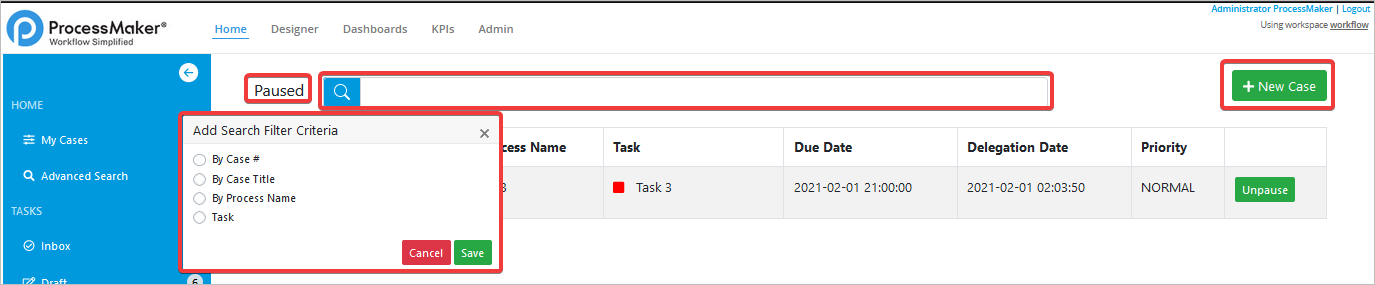 Administrator ProcessMaker | Logout
Using workspace workflow
ProcessMaker®
Workflow Simplified
Home Designer Dashboards KPIs Admin
HOME
My Cases
Advanced Search
TASKS
Inbox
Draft 6
Paused
+ New Case
Add Search Filter Criteria ×
By Case #
By Case Title
By Process Name
Task
Cancel Save
cess Name Task Due Date Delegation Date Priority
3 Task 3 2021-02-01 21:00:00 2021-02-01 02:03:50 NORMAL Unpause